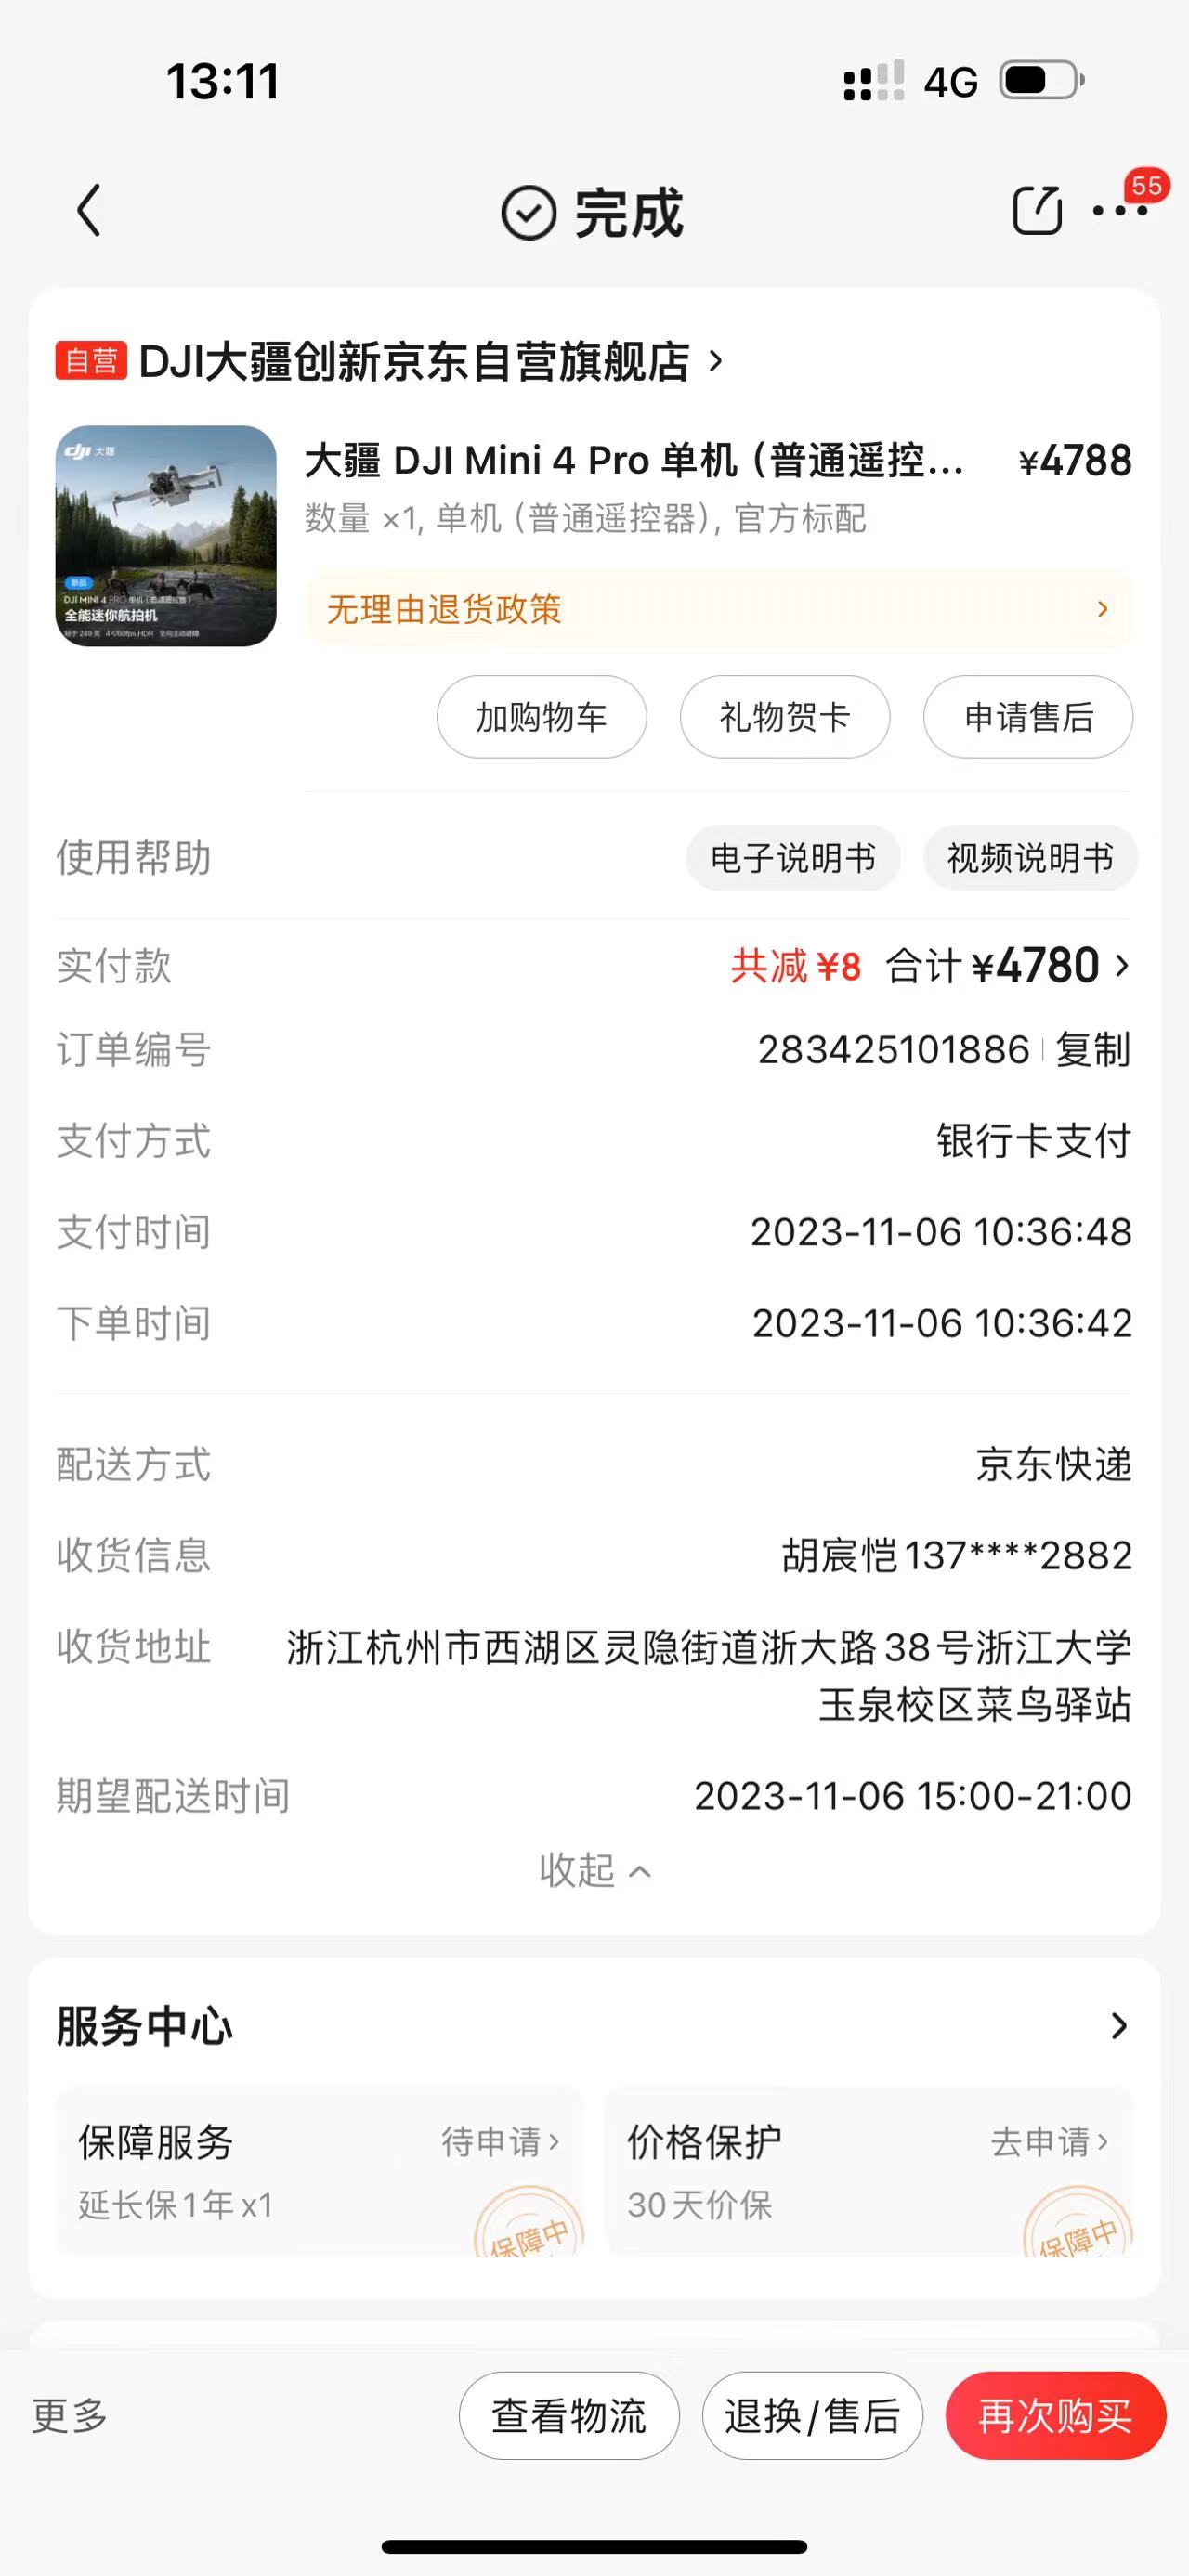 13:11
4G
完成
55
自营 DJI大疆创新京东自营旗舰店
dji 大疆
新品
DJI MINI 4 PRO 单机（普通遥控器）
全能迷你航拍机
轻于 249 克 4K/60fps HDR 全向主动避障
大疆 DJI Mini 4 Pro 单机（普通遥控... ¥4788
数量 ×1, 单机（普通遥控器）, 官方标配
无理由退货政策
加购物车 礼物贺卡 申请售后
使用帮助 电子说明书 视频说明书
实付款 共减 ¥8 合计 ¥4780
订单编号 283425101886 复制
支付方式 银行卡支付
支付时间 2023-11-06 10:36:48
下单时间 2023-11-06 10:36:42
配送方式 京东快递
收货信息 胡宸恺 137****2882
收货地址 浙江杭州市西湖区灵隐街道浙大路38号浙江大学
玉泉校区菜鸟驿站
期望配送时间 2023-11-06 15:00-21:00
收起
服务中心
保障服务 待申请
延长保1年 x1
保障中
价格保护 去申请
30天价保
保障中
更多 查看物流 退换/售后 再次购买